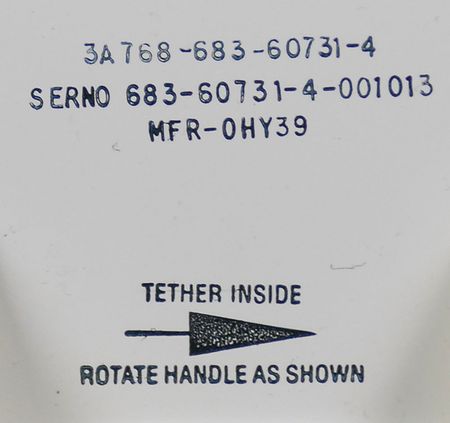 3A768-683-60731-4
SERNO 683-60731-4-001013
MFR-0HY39
TETHER INSIDE
ROTATE HANDLE AS SHOWN